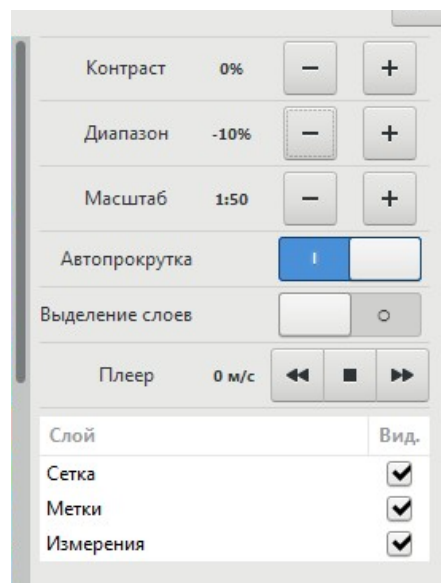 Контраст 0% − +
Диапазон -10% − +
Масштаб 1:50 − +
Автопрокрутка
Выделение слоев
Плеер 0 м/с
Слой Вид.
Сетка
Метки
Измерения